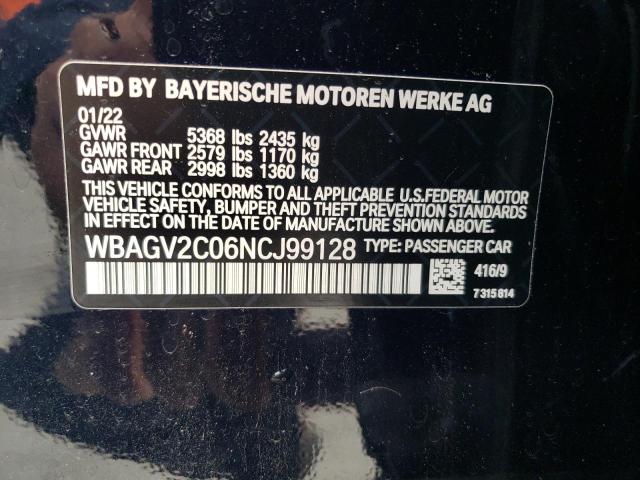 MFD BY BAYERISCHE MOTOREN WERKE AG
01/22
GVWR 5368 lbs 2435 kg
GAWR FRONT 2579 lbs 1170 kg
GAWR REAR 2998 lbs 1360 kg
THIS VEHICLE CONFORMS TO ALL APPLICABLE U.S.FEDERAL MOTOR
VEHICLE SAFETY, BUMPER AND THEFT PREVENTION STANDARDS
IN EFFECT ON THE DATE OF MANUFACTURE SHOWN ABOVE.
WBAGV2C06NCJ99128 TYPE: PASSENGER CAR
416/9
7315814